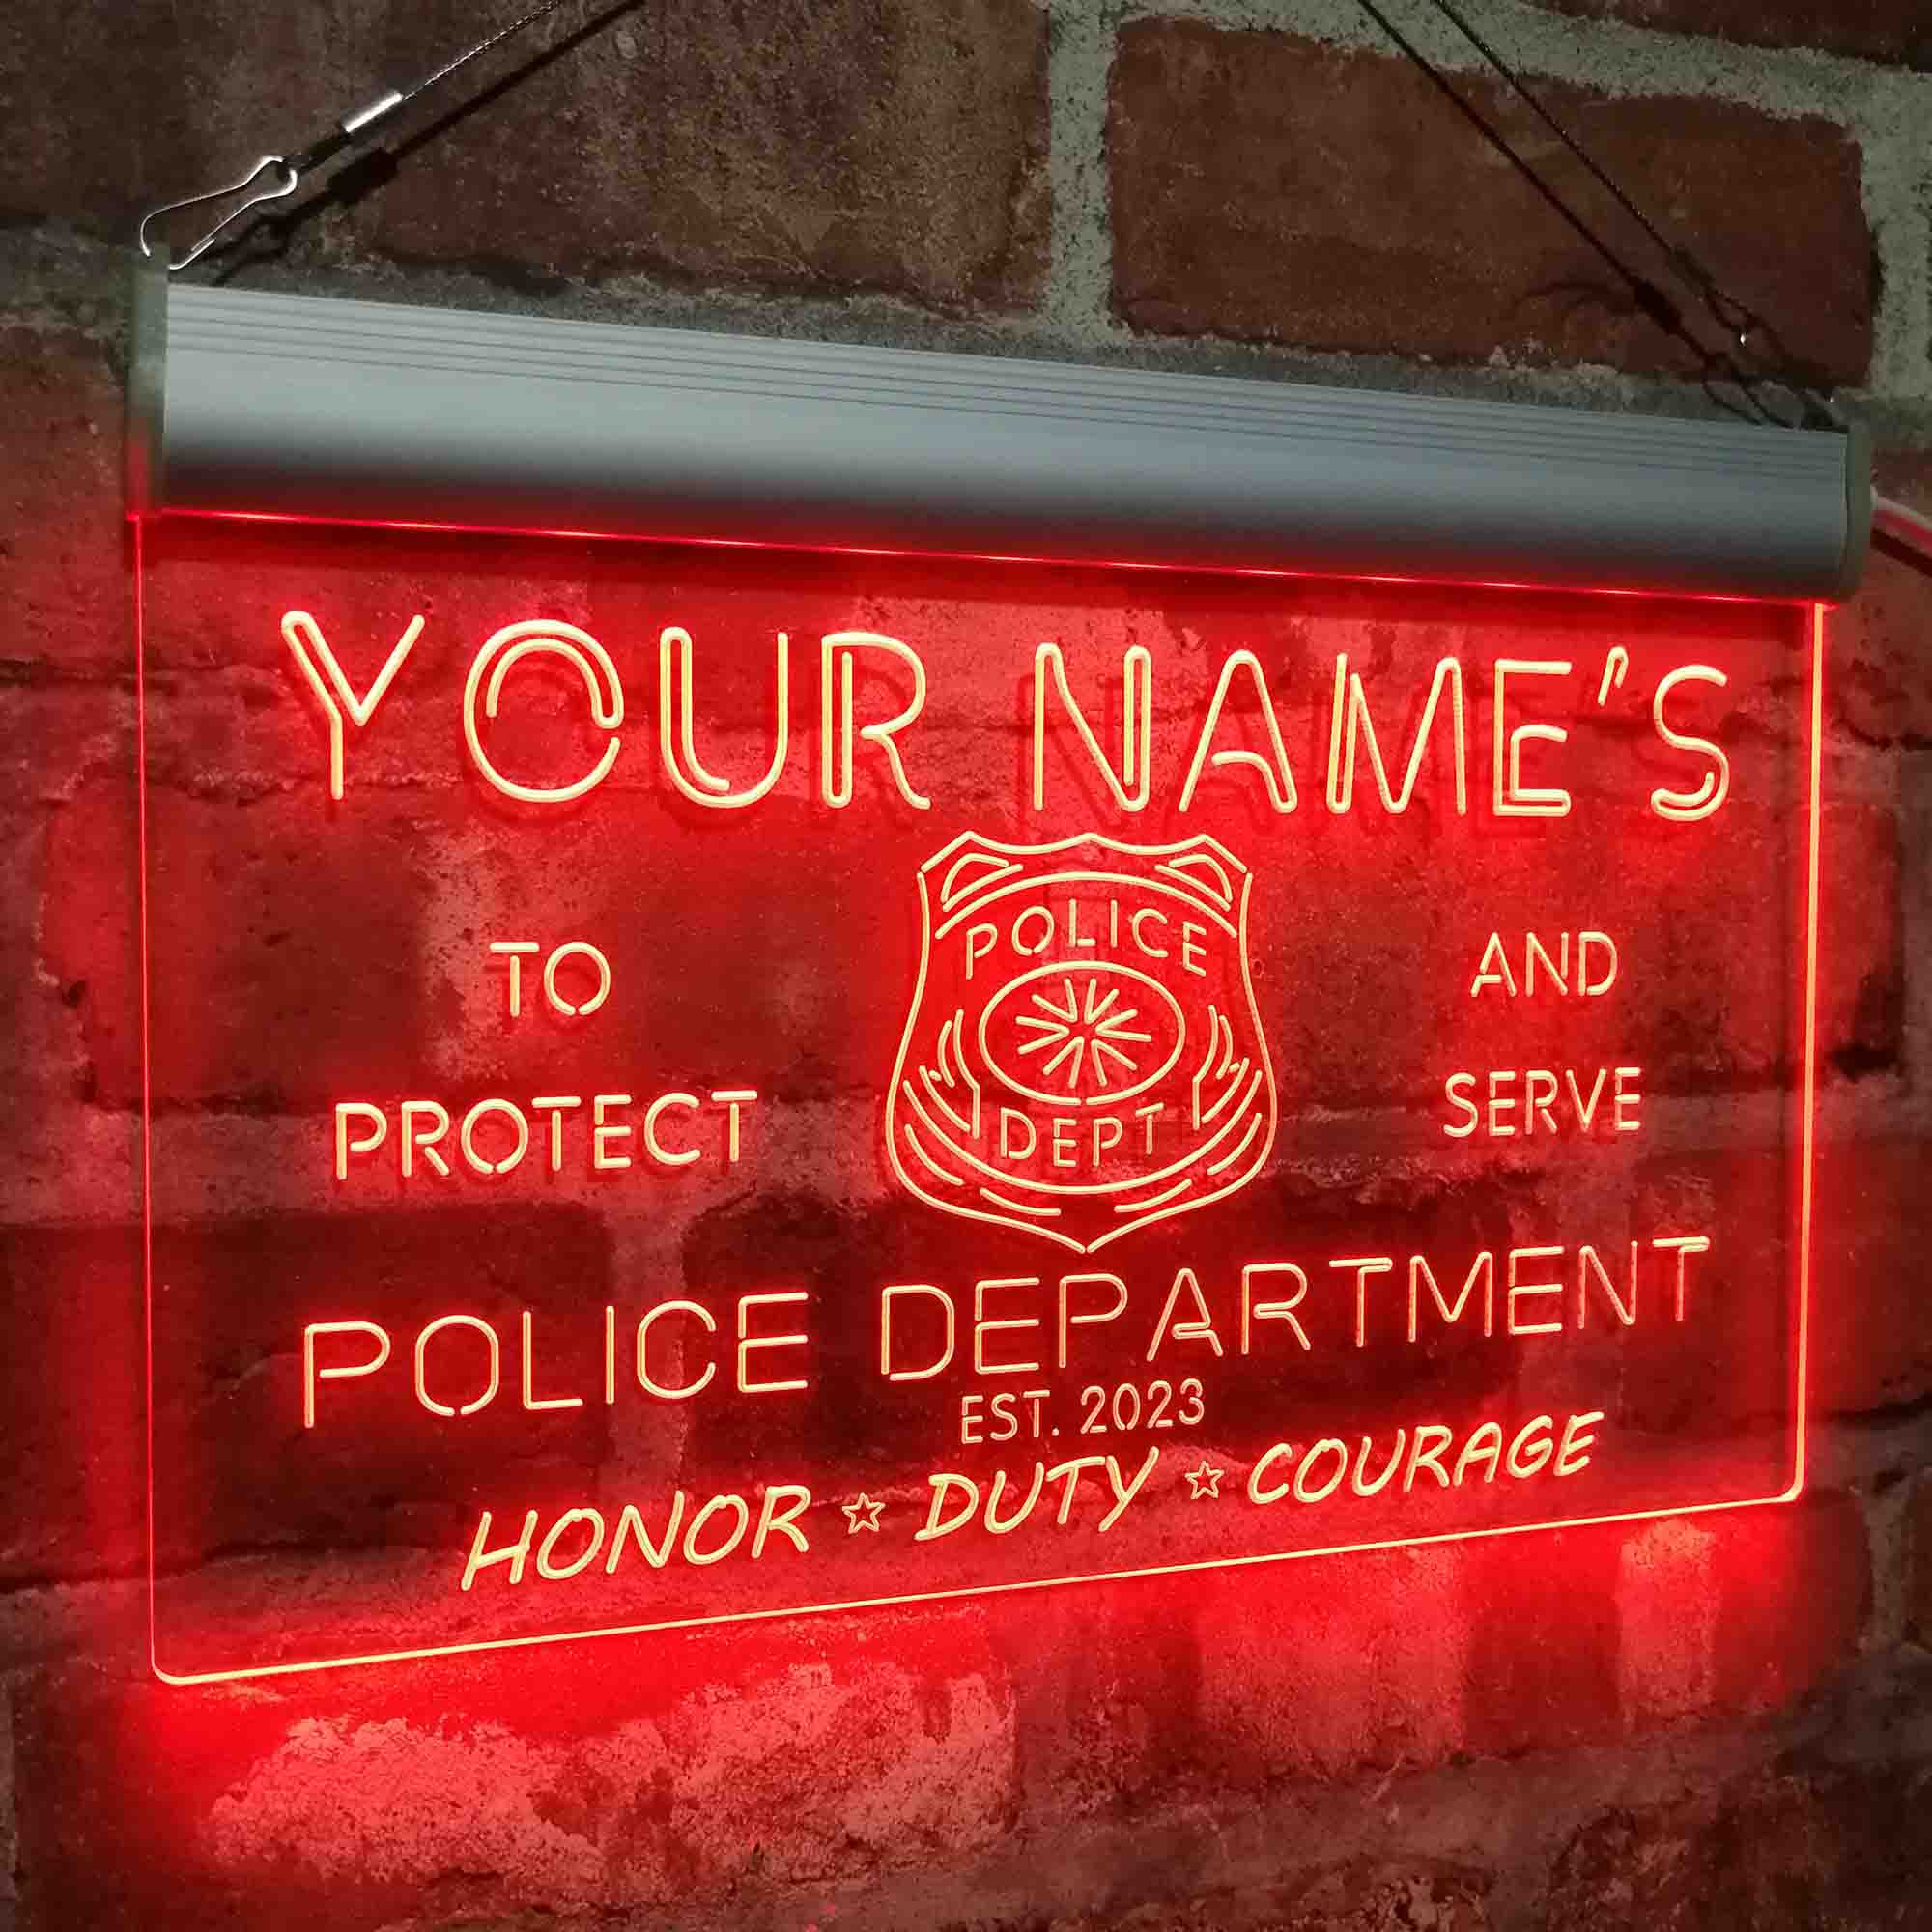 YOUR NAME'S
POLICE
DEPT
TO
PROTECT
AND
SERVE
POLICE DEPARTMENT
EST. 2023
HONOR ☆ DUTY ☆ COURAGE